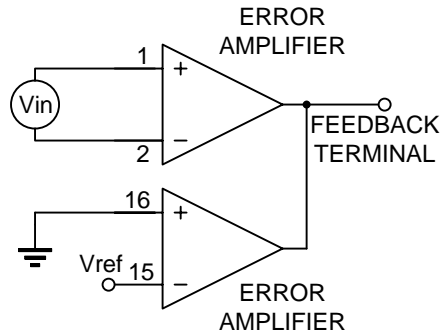 ERROR
AMPLIFIER
1
+
Vin
−
2
FEEDBACK
TERMINAL
16
+
Vref
15
−
ERROR
AMPLIFIER